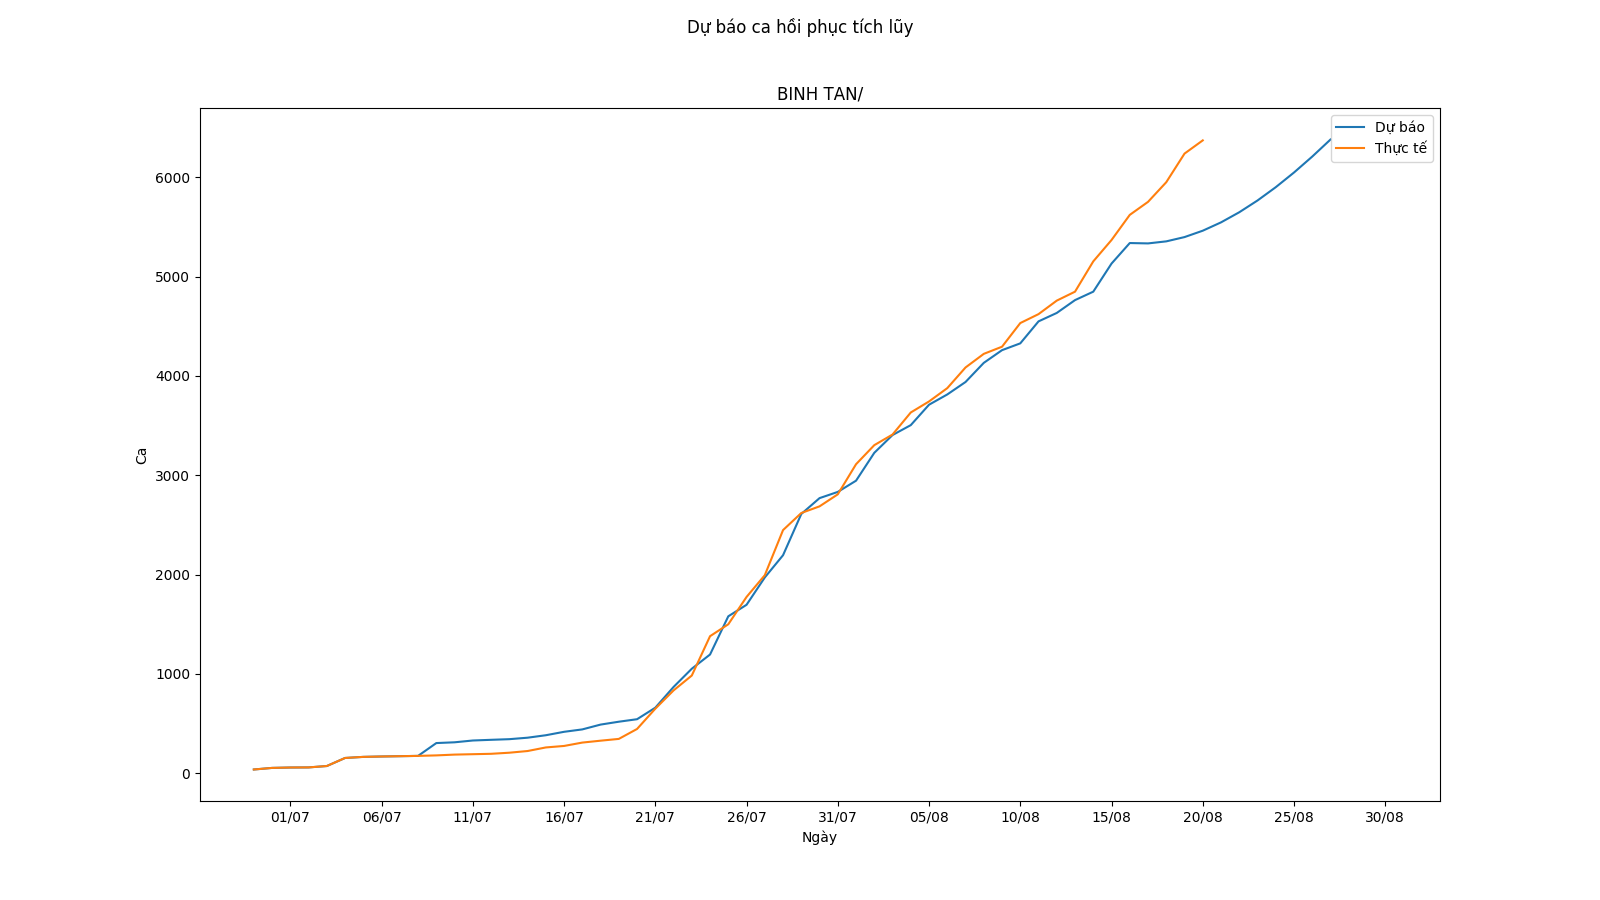 Dự báo ca hồi phục tích lũy
BINH TAN/
Dự báo
Thực tế
6000
5000
4000
3000
2000
1000
0
Ca
01/07 06/07 11/07 16/07 21/07 26/07 31/07 05/08 10/08 15/08 20/08 25/08 30/08
Ngày